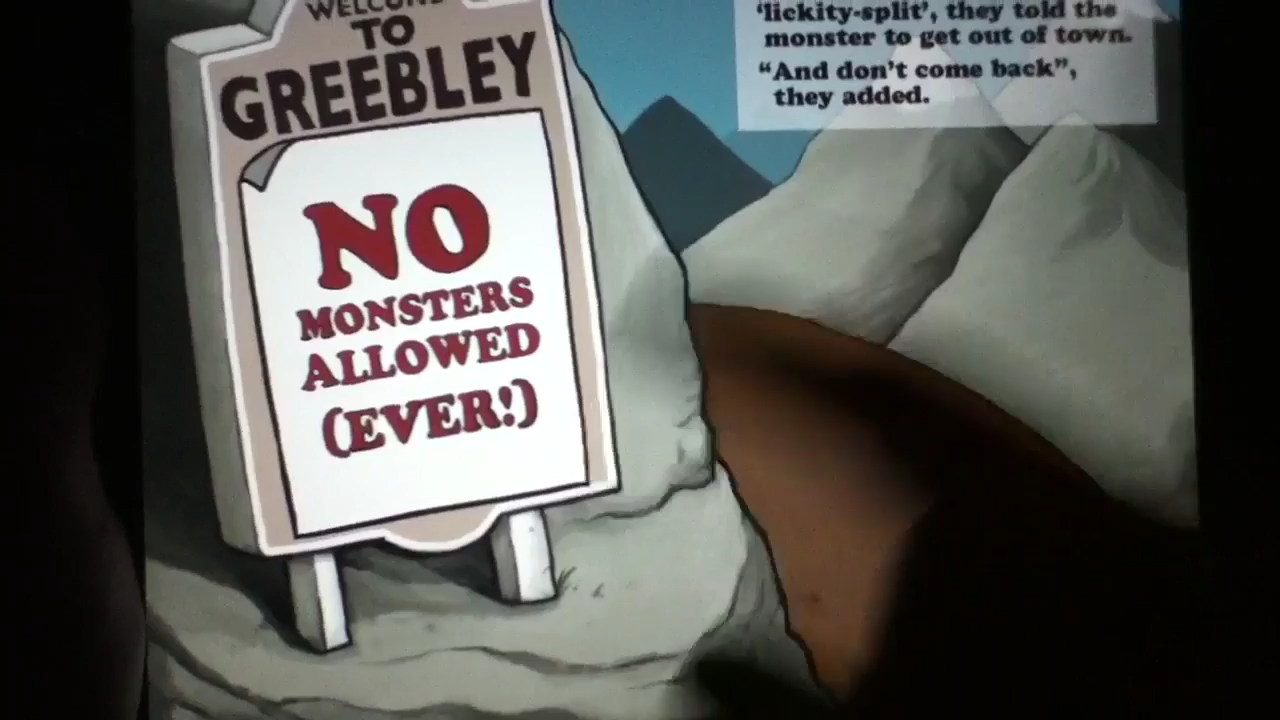 WELCOME
TO
GREEBLEY
NO
MONSTERS
ALLOWED
(EVER!)
'lickity-split', they told the
monster to get out of town.
"And don't come back",
they added.